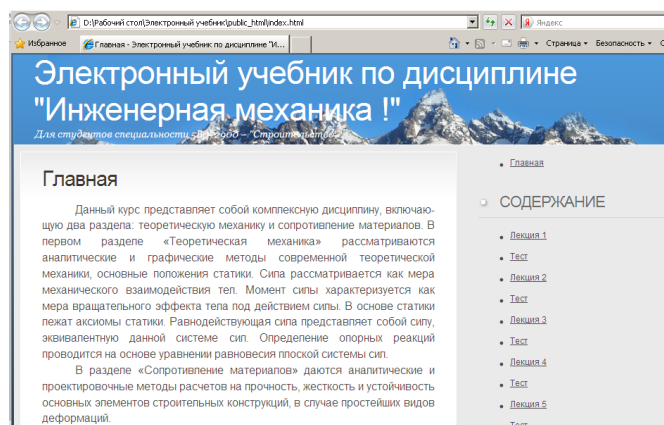 D:\Рабочий стол\Электронный учебник\public_html\index.html
Яндекс
Избранное
Главная - Электронный учебник по дисциплине "И...
Страница
Безопасность
Электронный учебник по дисциплине
"Инженерная механика !"
Для студентов специальности
Главная
Данный курс представляет собой комплексную дисциплину, включаю-
щую два раздела: теоретическую механику и сопротивление материалов. В
первом разделе «Теоретическая механика» рассматриваются
аналитические и графические методы современной теоретической
механики, основные положения статики. Сила рассматривается как мера
механического взаимодействия тел. Момент силы характеризуется как
мера вращательного эффекта тела под действием силы. В основе статики
лежат аксиомы статики. Равнодействующая сила представляет собой силу,
эквивалентную данной системе сил. Определение опорных реакций
проводится на основе уравнении равновесия плоской системы сил.
В разделе «Сопротивление материалов» даются аналитические и
проектировочные методы расчетов на прочность, жесткость и устойчивость
основных элементов строительных конструкций, в случае простейших видов
деформаций.
Главная
СОДЕРЖАНИЕ
Лекция 1
Тест
Лекция 2
Тест
Лекция 3
Тест
Лекция 4
Тест
Лекция 5
Тест